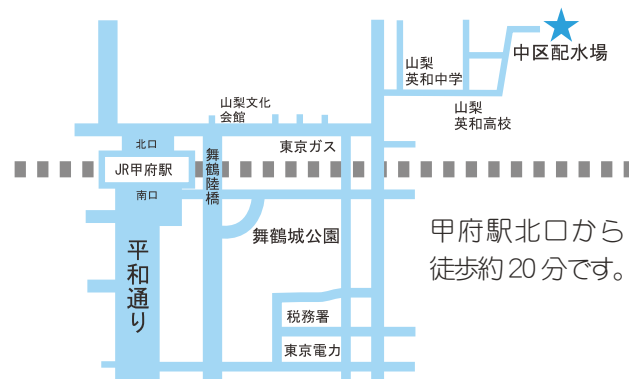 中区配水場
山梨
英和中学
山梨
英和高校
山梨文化
会館
北口
東京ガス
JR甲府駅
舞鶴陸橋
南口
舞鶴城公園
平和通り
甲府駅北口から
徒歩約20分です。
税務署
東京電力